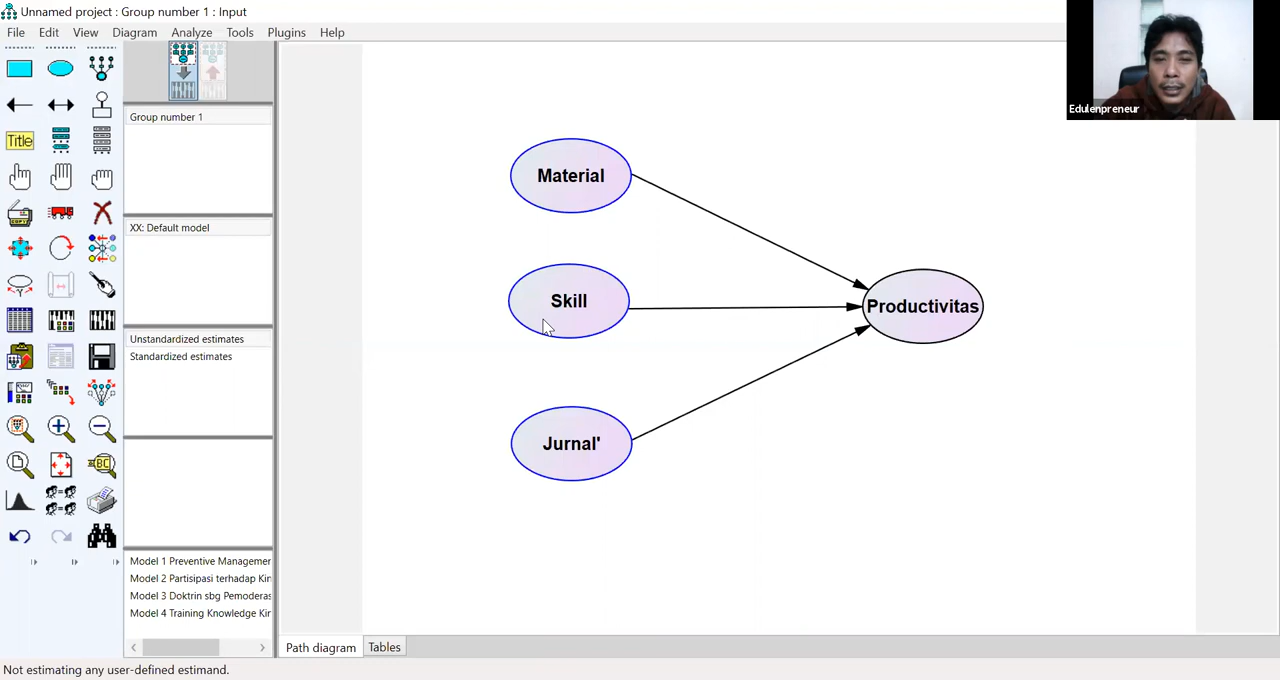 Unnamed project : Group number 1 : Input
File Edit View Diagram Analyze Tools Plugins Help
Edulenpreneur
Title
Group number 1
XX: Default model
Unstandardized estimates
Standardized estimates
Model 1 Preventive Managemer
Model 2 Partisipasi terhadap Kin
Model 3 Doktrin sbg Pemoderas
Model 4 Training Knowledge Kir
Material
Skill
Productivitas
Jurnal'
Path diagram
Tables
Not estimating any user-defined estimand.